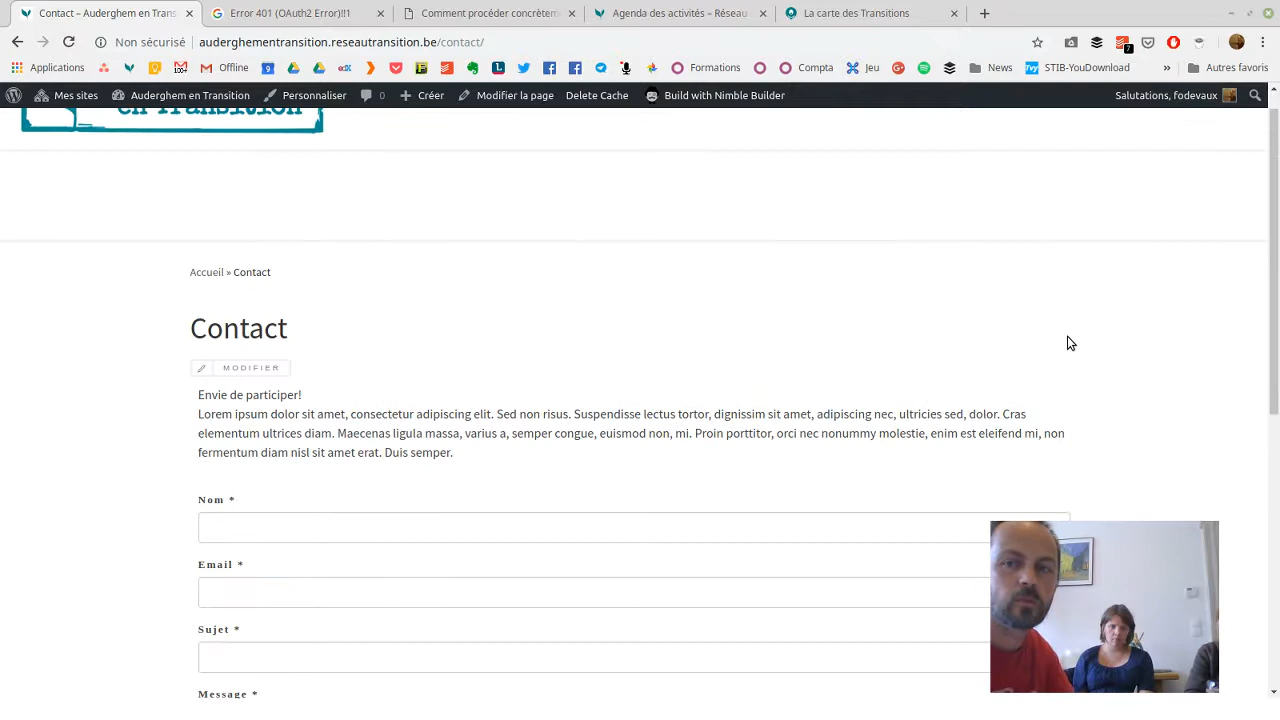 Contact – Auderghem en Trans
Error 401 (OAuth2 Error)!!1
Comment procéder concrètem
Agenda des activités – Réseau
La carte des Transitions
Non sécurisé
auderghementransition.reseautransition.be/contact/
7
Applications
100+
Offline
9
Formations
Compta
Jeu
News
STIB-YouDownload
»
Autres favoris
Mes sites
Auderghem en Transition
Personnaliser
0
Créer
Modifier la page
Delete Cache
Build with Nimble Builder
Salutations, fodevaux
en Transition
Accueil » Contact
Contact
MODIFIER
Envie de participer!
Lorem ipsum dolor sit amet, consectetur adipiscing elit. Sed non risus. Suspendisse lectus tortor, dignissim sit amet, adipiscing nec, ultricies sed, dolor. Cras
elementum ultrices diam. Maecenas ligula massa, varius a, semper congue, euismod non, mi. Proin porttitor, orci nec nonummy molestie, enim est eleifend mi, non
fermentum diam nisl sit amet erat. Duis semper.
Nom *
Email *
Sujet *
Message *